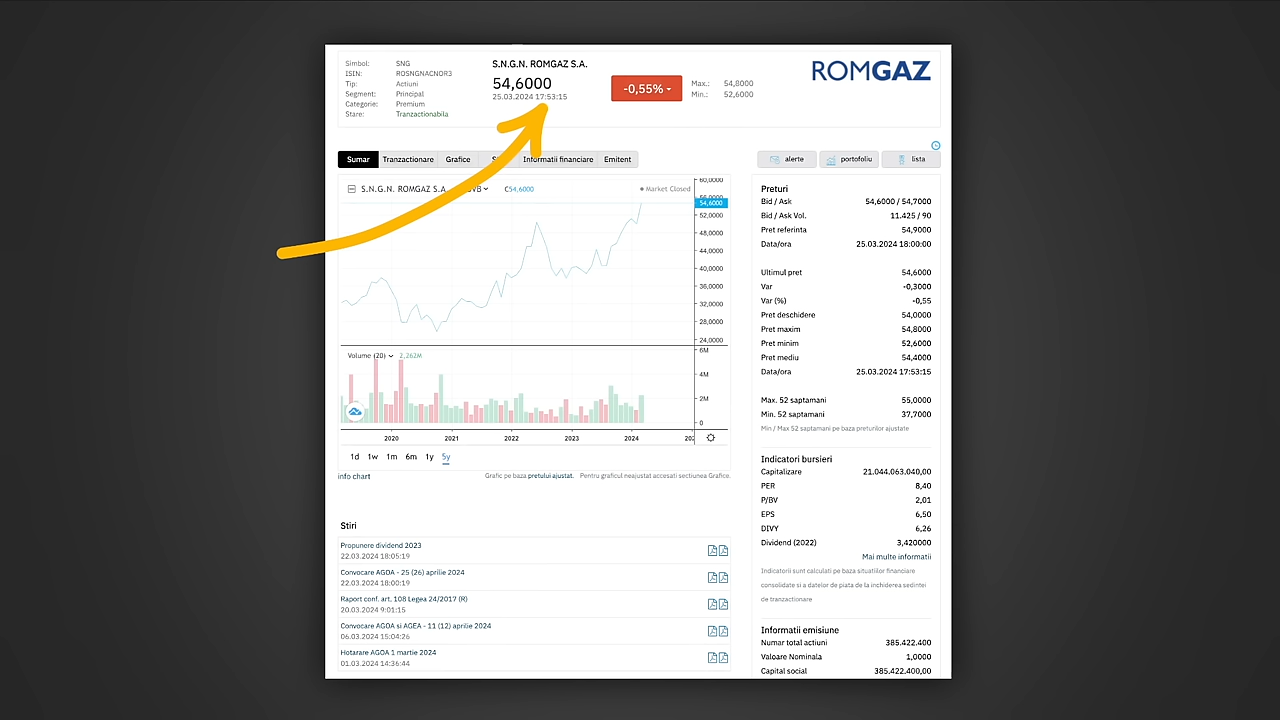 Simbol: SNG
ISIN: ROSNGNACNOR3
Tip: Actiuni
Segment: Principal
Categorie: Premium
Stare: Tranzactionabila
S.N.G.N. ROMGAZ S.A.
54,6000
25.03.2024 17:53:15
-0,55%
Max.: 54,8000
Min.: 52,6000
ROMGAZ
Sumar Tranzactionare Grafice Informatii financiare Emitent
alerte portofoliu lista
S.N.G.N. ROMGAZ S.A. C54,6000 Market Closed
60,0000
56,0000
54,6000
52,0000
48,0000
44,0000
40,0000
36,0000
32,0000
28,0000
24,0000
Volume (20) 2,262M
6M
4M
2M
0
2020 2021 2022 2023 2024
1d 1w 1m 6m 1y 5y
info chart
Grafic pe baza pretului ajustat. Pentru graficul neajustat accesati sectiunea Grafice.
Stiri
Propunere dividend 2023
22.03.2024 18:05:19
Convocare AGOA - 25 (26) aprilie 2024
22.03.2024 18:00:19
Raport conf. art. 108 Legea 24/2017 (R)
20.03.2024 9:01:15
Convocare AGOA si AGEA - 11 (12) aprilie 2024
06.03.2024 15:04:26
Hotarare AGOA 1 martie 2024
01.03.2024 14:36:44
Preturi
Bid / Ask 54,6000 / 54,7000
Bid / Ask Vol. 11.425 / 90
Pret referinta 54,9000
Data/ora 25.03.2024 18:00:00
Ultimul pret 54,6000
Var -0,3000
Var (%) -0,55
Pret deschidere 54,0000
Pret maxim 54,8000
Pret minim 52,6000
Pret mediu 54,4000
Data/ora 25.03.2024 17:53:15
Max. 52 saptamani 55,0000
Min. 52 saptamani 37,7000
Min / Max 52 saptamani pe baza preturilor ajustate
Indicatori bursieri
Capitalizare 21.044.063.040,00
PER 8,40
P/BV 2,01
EPS 6,50
DIVY 6,26
Dividend (2022) 3,420000
Mai multe informatii
Indicatorii sunt calculati pe baza situatiilor financiare
consolidate si a datelor de piata de la inchiderea sedintei
de tranzactionare
Informatii emisiune
Numar total actiuni 385.422.400
Valoare Nominala 1,0000
Capital social 385.422.400,00